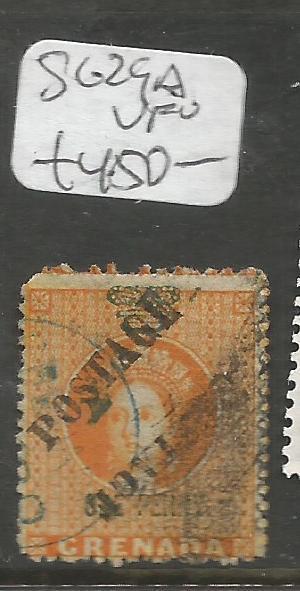 SG29A
VFU
£450—
POSTAGE
GRENADA